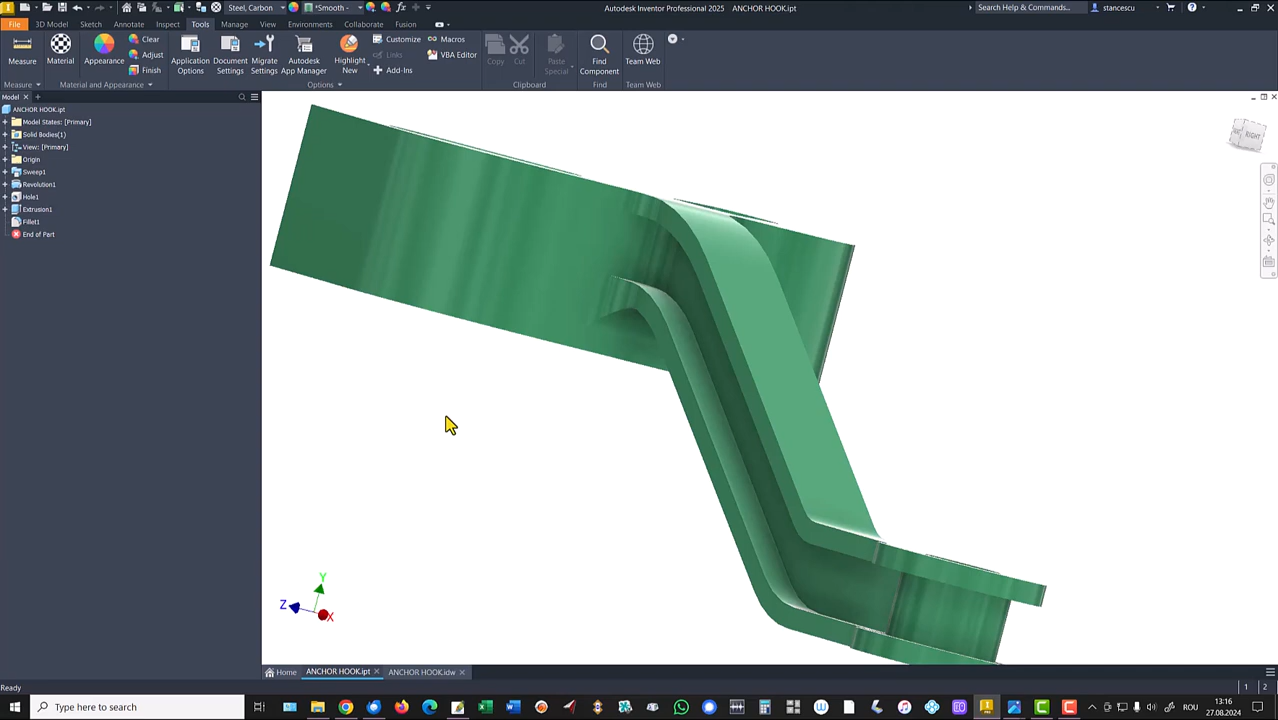 Autodesk Inventor Professional 2025 ANCHOR HOOK.ipt
Search Help & Commands...
stancescu
Steel, Carbon
*Smooth
File 3D Model Sketch Annotate Inspect Tools Manage View Environments Collaborate Fusion
Measure
Material
Appearance
Clear
Adjust
Finish
Application Options
Document Settings
Migrate Settings
Autodesk App Manager
Highlight New
Customize
Links
Add-Ins
Macros
VBA Editor
Copy
Cut
Paste Special
Find Component
Team Web
Measure
Material and Appearance
Options
Clipboard
Find
Team Web
Model
ANCHOR HOOK.ipt
Model States: [Primary]
Solid Bodies(1)
View: [Primary]
Origin
Sweep1
Revolution1
Hole1
Extrusion1
Fillet1
End of Part
RIGHT
Y
Z
X
Home
ANCHOR HOOK.ipt
ANCHOR HOOK.idw
Ready
1 2
Type here to search
ROU
13:16
27.08.2024